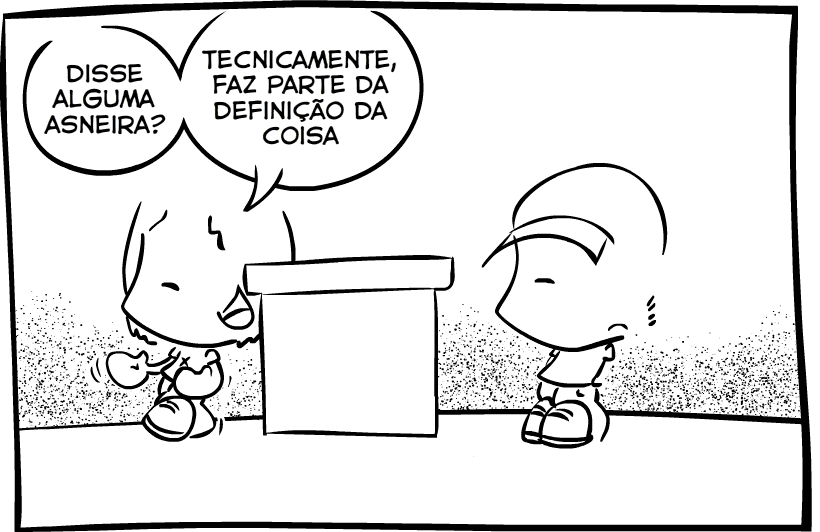 DISSE
ALGUMA
ASNEIRA?
TECNICAMENTE,
FAZ PARTE DA
DEFINIÇÃO DA
COISA